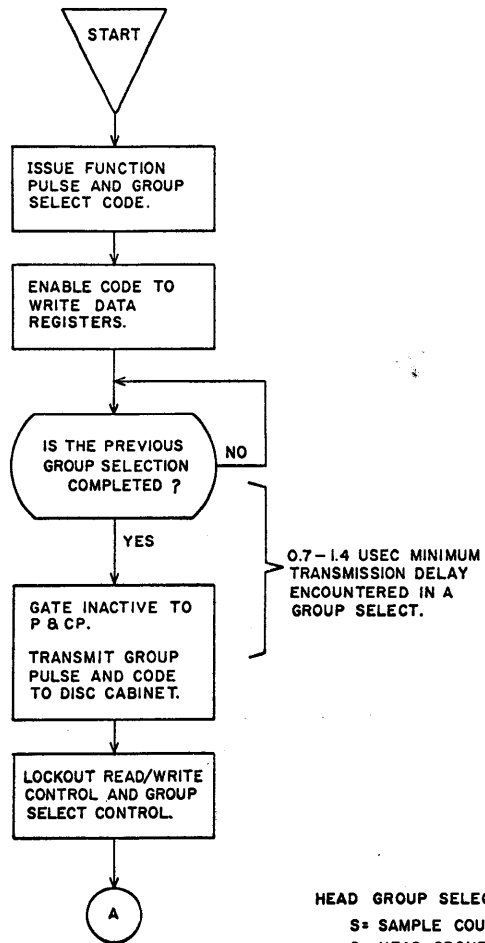 START
ISSUE FUNCTION
PULSE AND GROUP
SELECT CODE.
ENABLE CODE TO
WRITE DATA
REGISTERS.
IS THE PREVIOUS
GROUP SELECTION
COMPLETED ?
NO
YES
0.7-1.4 USEC MINIMUM
TRANSMISSION DELAY
ENCOUNTERED IN A
GROUP SELECT.
GATE INACTIVE TO
P & CP.
TRANSMIT GROUP
PULSE AND CODE
TO DISC CABINET.
LOCKOUT READ/WRITE
CONTROL AND GROUP
SELECT CONTROL.
A
HEAD GROUP SELEC
S= SAMPLE COU